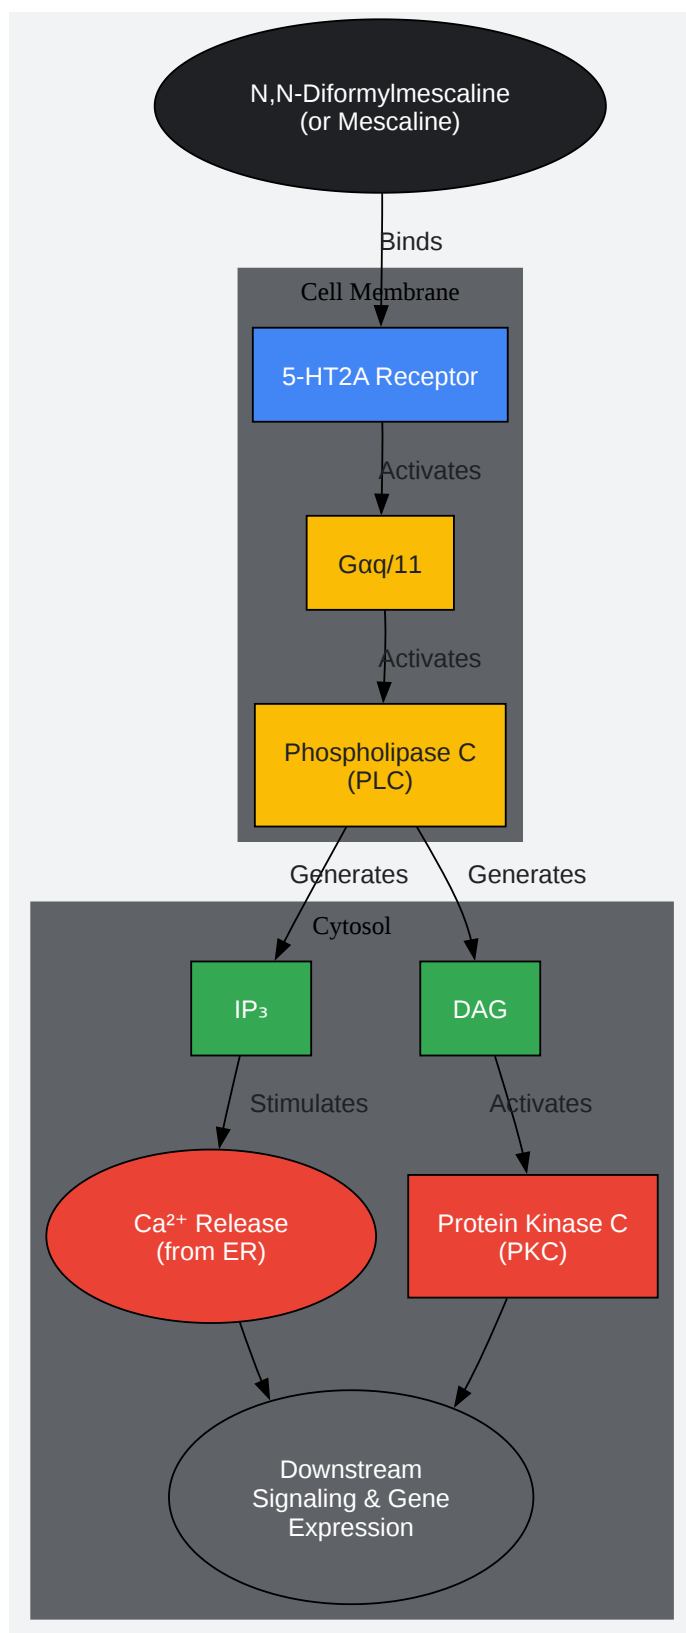 N,N-Diformylmescaline
(or Mescaline)
Binds
Cell Membrane
5-HT2A Receptor
Activates
Gαq/11
Activates
Phospholipase C
(PLC)
Generates
Generates
Cytosol
IP₃
DAG
Stimulates
Activates
Ca²⁺ Release
(from ER)
Protein Kinase C
(PKC)
Downstream
Signaling & Gene
Expression